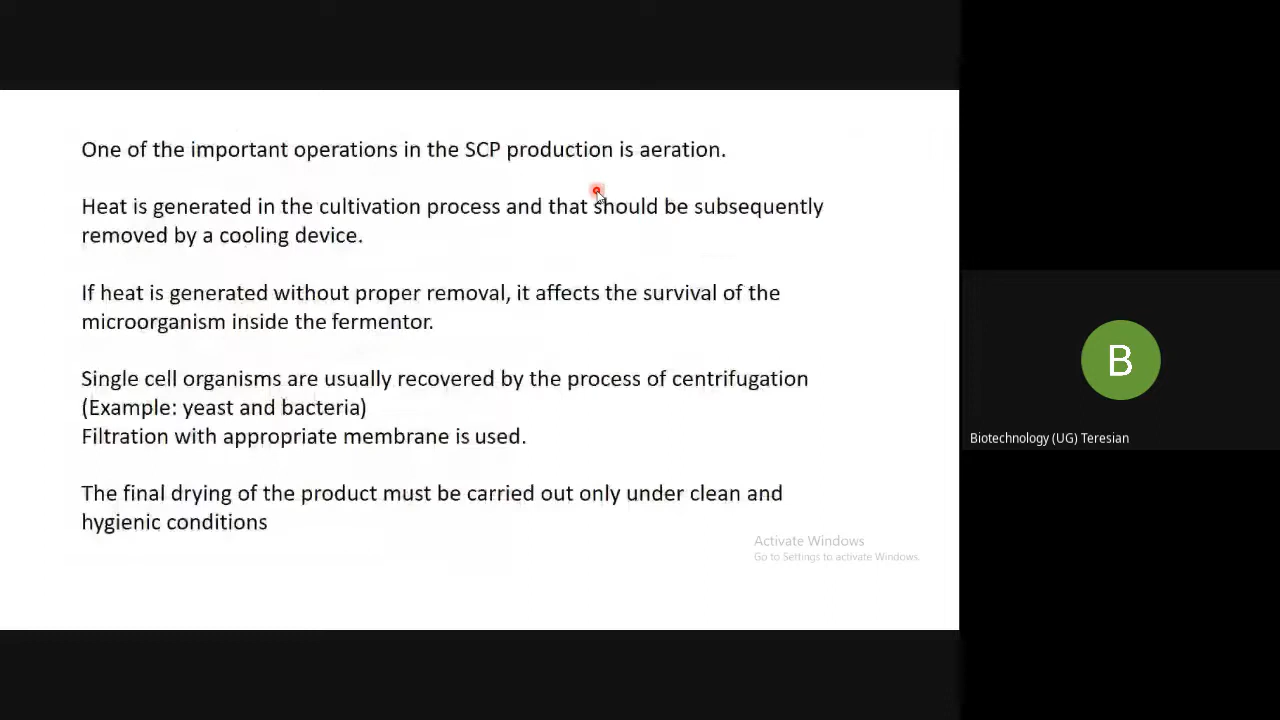 One of the important operations in the SCP production is aeration.
Heat is generated in the cultivation process and that should be subsequently
removed by a cooling device.
If heat is generated without proper removal, it affects the survival of the
microorganism inside the fermentor.
Single cell organisms are usually recovered by the process of centrifugation
(Example: yeast and bacteria)
Filtration with appropriate membrane is used.
The final drying of the product must be carried out only under clean and
hygienic conditions
Activate Windows
Go to Settings to activate Windows.
B
Biotechnology (UG) Teresian